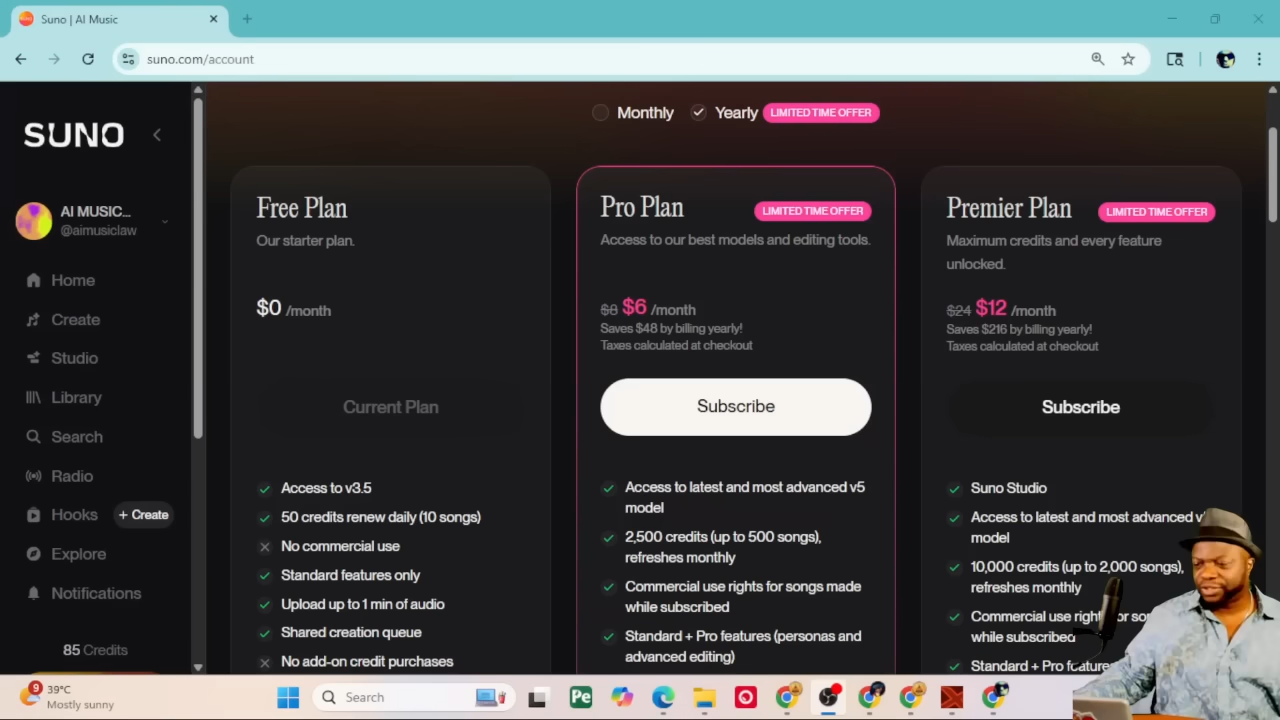 Suno | AI Music
suno.com/account
SUNO
AI MUSIC...
@aimusiclaw
Home
Create
Studio
Library
Search
Radio
Hooks
+ Create
Explore
Notifications
85 Credits
Monthly
Yearly
LIMITED TIME OFFER
Free Plan
Our starter plan.
$0 /month
Current Plan
Access to v3.5
50 credits renew daily (10 songs)
No commercial use
Standard features only
Upload up to 1 min of audio
Shared creation queue
No add-on credit purchases
Pro Plan
LIMITED TIME OFFER
Access to our best models and editing tools.
$8 $6 /month
Saves $48 by billing yearly!
Taxes calculated at checkout
Subscribe
Access to latest and most advanced v5
model
2,500 credits (up to 500 songs),
refreshes monthly
Commercial use rights for songs made
while subscribed
Standard + Pro features (personas and
advanced editing)
Premier Plan
LIMITED TIME OFFER
Maximum credits and every feature
unlocked.
$24 $12 /month
Saves $216 by billing yearly!
Taxes calculated at checkout
Subscribe
Suno Studio
Access to latest and most advanced
model
10,000 credits (up to 2,000 songs),
refreshes monthly
Commercial use
while subscribed
Standard + Pro
9
39°C
Mostly sunny
Search
Pe